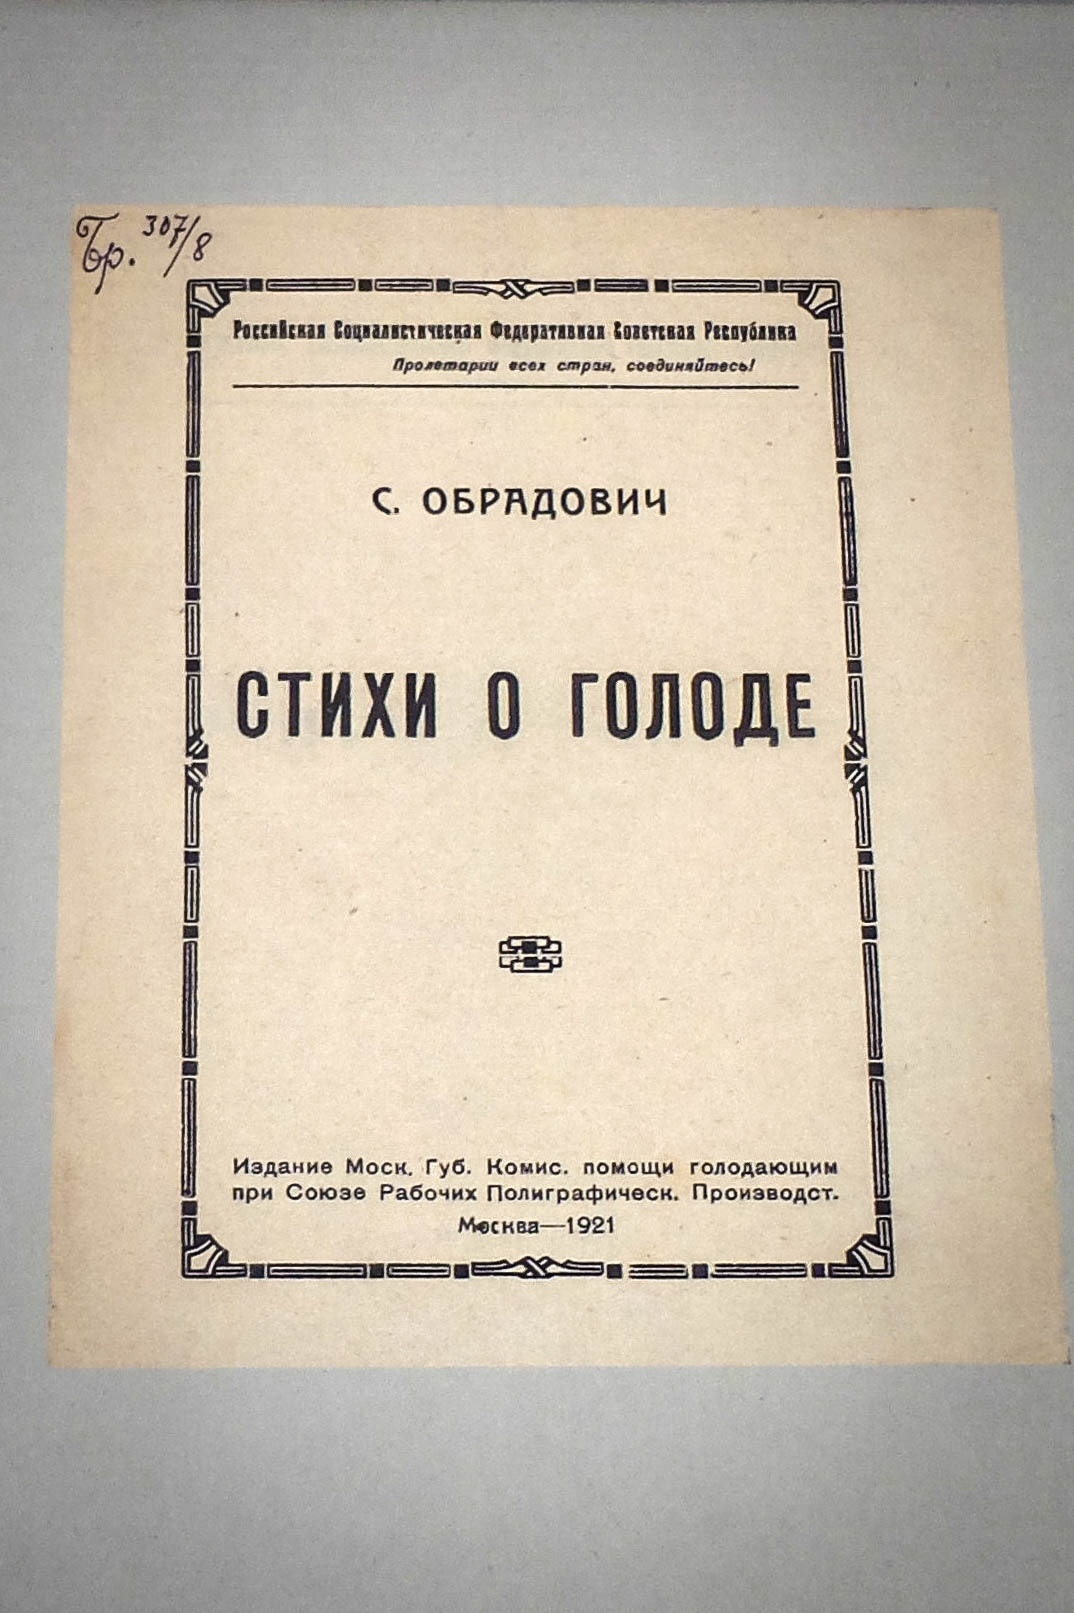 Бр. 307/8
Российская Социалистическая Федеративная Советская Республика
Пролетарии всех стран, соединяйтесь!
С. ОБРАДОВИЧ
СТИХИ О ГОЛОДЕ
Издание Моск. Губ. Комис. помощи голодающим
при Союзе Рабочих Полиграфическ. Производст.
Москва—1921